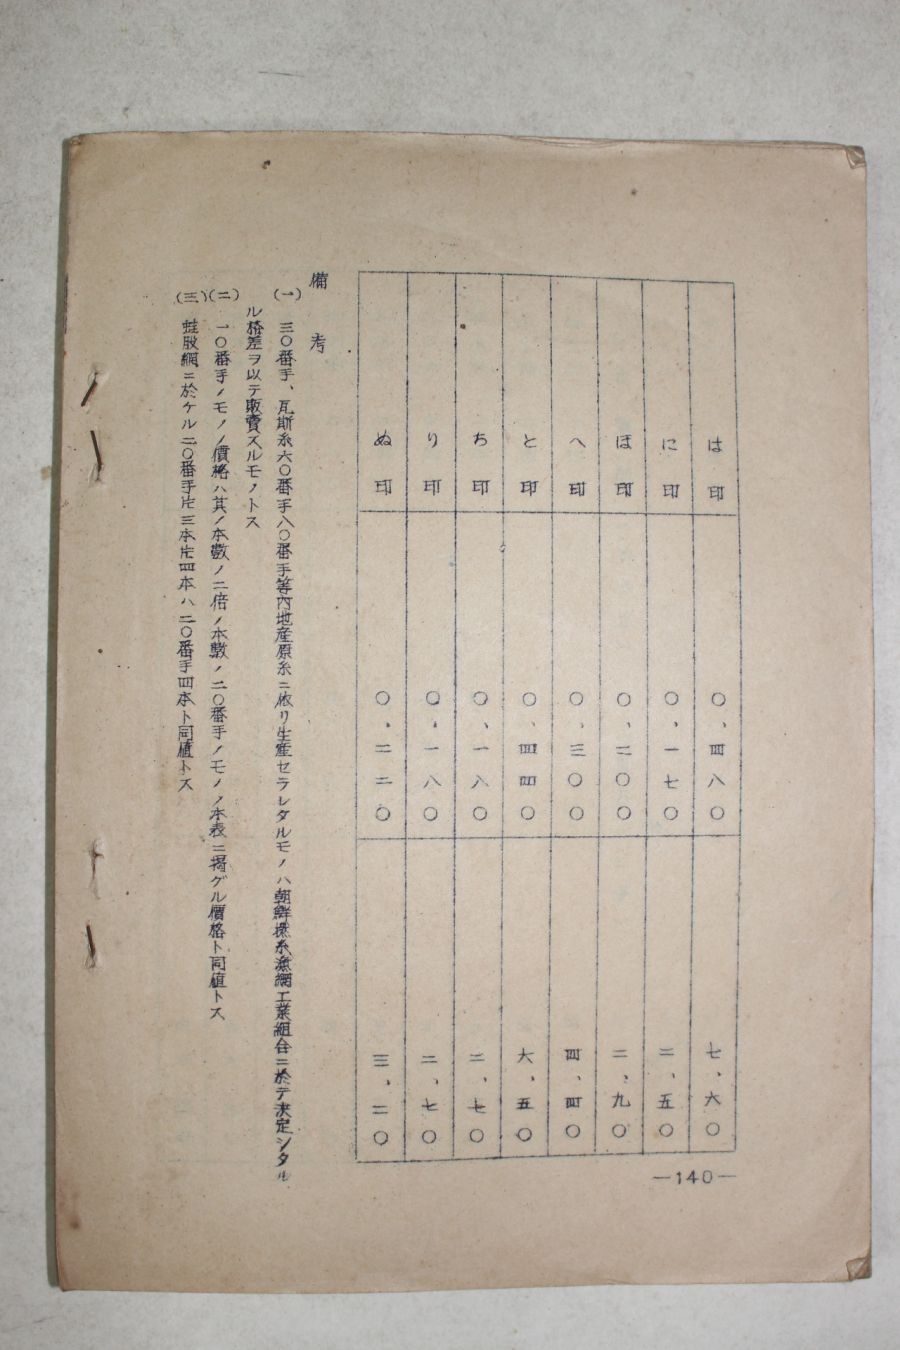 は印 〇、四八〇 七、六〇
に印 〇、一七〇 二、五〇
ほ印 〇、二〇〇 二、九〇
へ印 〇、三〇〇 四、四〇
と印 〇、四四〇 六、五〇
ち印 〇、一八〇 二、七〇
り印 〇、一八〇 二、七〇
ぬ印 〇、二二〇 三、二〇
備考
(一) 三〇番手、瓦斯糸六〇番手八〇番手等内地産原糸ニ依リ生産セラレタルモノハ朝鮮撚糸漁網工業組合ニ於テ決定シタル
ル格差ヲ以テ販賣スルモノトス
(二) 一〇番手ノモノノ價格ハ其ノ本數ノ二倍ノ本數ノ二〇番手ノモノノ本表ニ掲グル價格ト同値トス
(三) 蛙股網ニ於ケル二〇番手片三本片四本ハ二〇番手四本ト同値トス
—140—